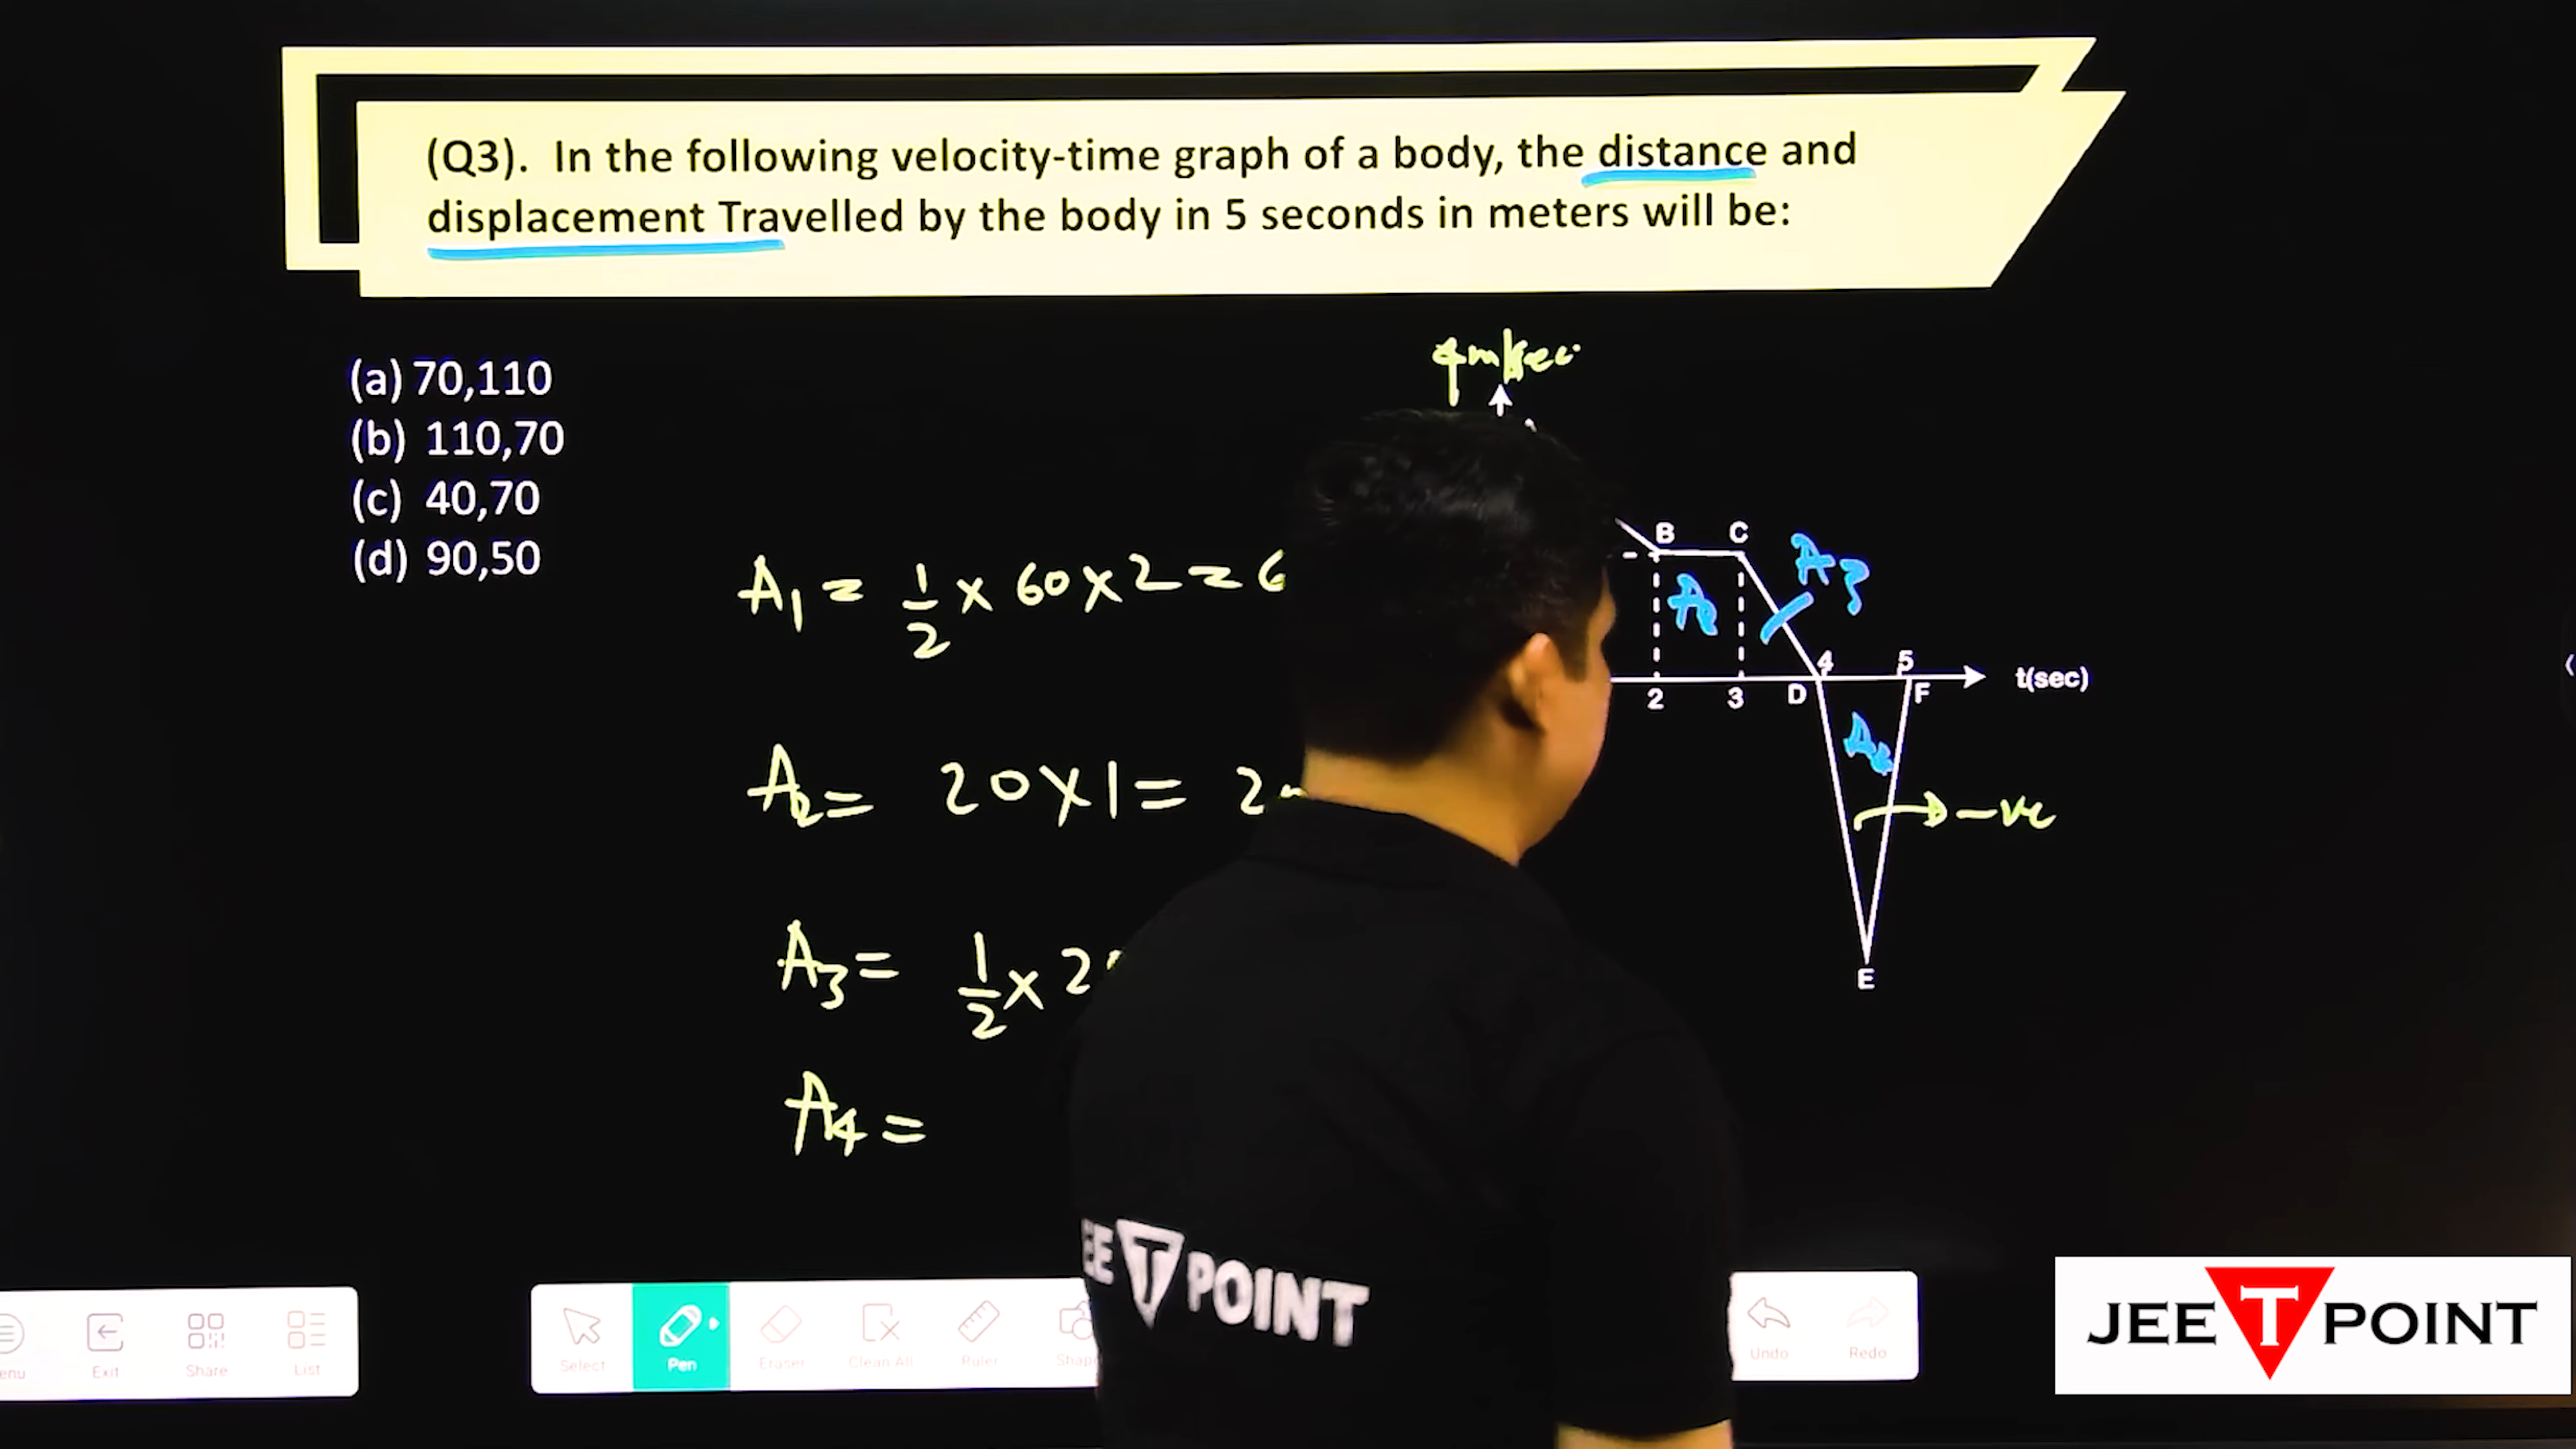 (Q3). In the following velocity-time graph of a body, the distance and
displacement Travelled by the body in 5 seconds in meters will be:
(a) 70,110
(b) 110,70
(c) 40,70
(d) 90,50
m/sec
B C
A3
A2
4 5
t(sec)
2 3 D F
-ve
E
A1 = 1/2 × 60 × 2 = 6
A2 = 20 × 1 = 2
A3 = 1/2 × 2
A4 =
EE T POINT
Exit Share List
Select Pen Eraser Clean All Ruler Shap
Undo Redo
JEE T POINT